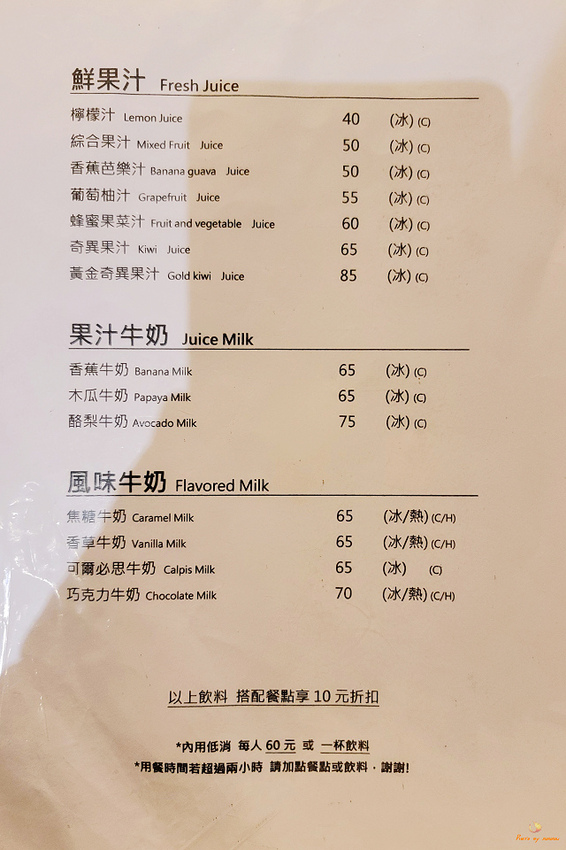 鮮果汁 Fresh Juice
檸檬汁 Lemon Juice 40 (冰) (C)
綜合果汁 Mixed Fruit Juice 50 (冰) (C)
香蕉芭樂汁 Banana guava Juice 50 (冰) (C)
葡萄柚汁 Grapefruit Juice 55 (冰) (C)
蜂蜜果菜汁 Fruit and vegetable Juice 60 (冰) (C)
奇異果汁 Kiwi Juice 65 (冰) (C)
黃金奇異果汁 Gold kiwi Juice 85 (冰) (C)
果汁牛奶 Juice Milk
香蕉牛奶 Banana Milk 65 (冰) (C)
木瓜牛奶 Papaya Milk 65 (冰) (C)
酪梨牛奶 Avocado Milk 75 (冰) (C)
風味牛奶 Flavored Milk
焦糖牛奶 Caramel Milk 65 (冰/熱) (C/H)
香草牛奶 Vanilla Milk 65 (冰/熱) (C/H)
可爾必思牛奶 Calpis Milk 65 (冰) (C)
巧克力牛奶 Chocolate Milk 70 (冰/熱) (C/H)
以上飲料 搭配餐點享 10 元折扣
*內用低消 每人 60 元 或 一杯飲料
*用餐時間若超過兩小時 請加點餐點或飲料，謝謝!